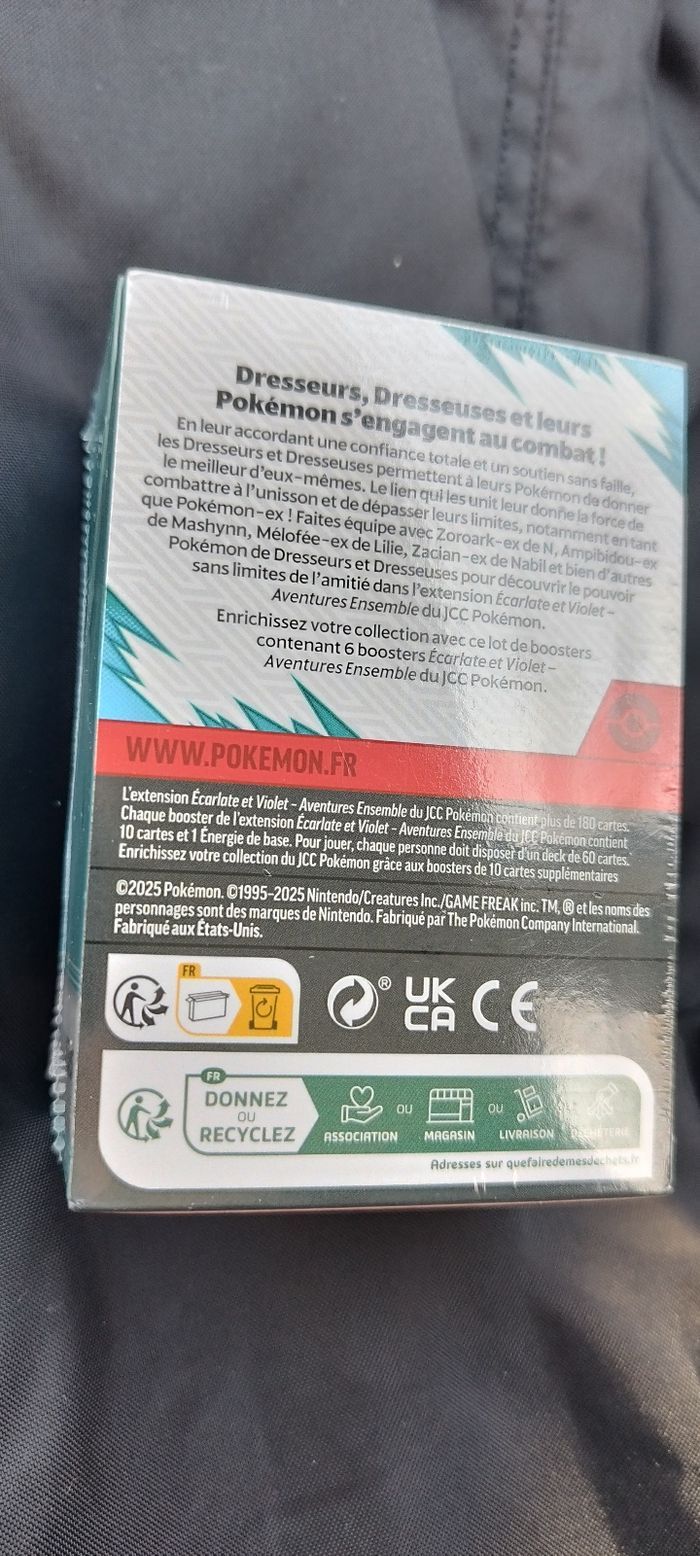 Dresseurs, Dresseuses et leurs
Pokémon s'engagent au combat !
En leur accordant une confiance totale et un soutien sans faille,
les Dresseurs et Dresseuses permettent à leurs Pokémon de donner
le meilleur d'eux-mêmes. Le lien qui les unit leur donne la force de
combattre à l'unisson et de dépasser leurs limites, notamment en tant
que Pokémon-ex ! Faites équipe avec Zoroark-ex de N, Ampibidou-ex
de Mashynn, Mélofée-ex de Lilie, Zacian-ex de Nabil et bien d'autres
Pokémon de Dresseurs et Dresseuses pour découvrir le pouvoir
sans limites de l'amitié dans l'extension Écarlate et Violet –
Aventures Ensemble du JCC Pokémon.
Enrichissez votre collection avec ce lot de boosters
contenant 6 boosters Écarlate et Violet –
Aventures Ensemble du JCC Pokémon.
WWW.POKEMON.FR
L'extension Écarlate et Violet – Aventures Ensemble du JCC Pokémon contient plus de 180 cartes.
Chaque booster de l'extension Écarlate et Violet – Aventures Ensemble du JCC Pokémon contient
10 cartes et 1 Énergie de base. Pour jouer, chaque personne doit disposer d'un deck de 60 cartes.
Enrichissez votre collection du JCC Pokémon grâce aux boosters de 10 cartes supplémentaires
©2025 Pokémon. ©1995–2025 Nintendo/Creatures Inc./GAME FREAK inc. TM, ® et les noms des
personnages sont des marques de Nintendo. Fabriqué par The Pokémon Company International.
Fabriqué aux États-Unis.
FR
® UK CA CE
FR
DONNEZ
OU
RECYCLEZ
ASSOCIATION OU MAGASIN OU LIVRAISON OU DÉCHÈTERIE
Adresses sur quefairedemesdechets.fr